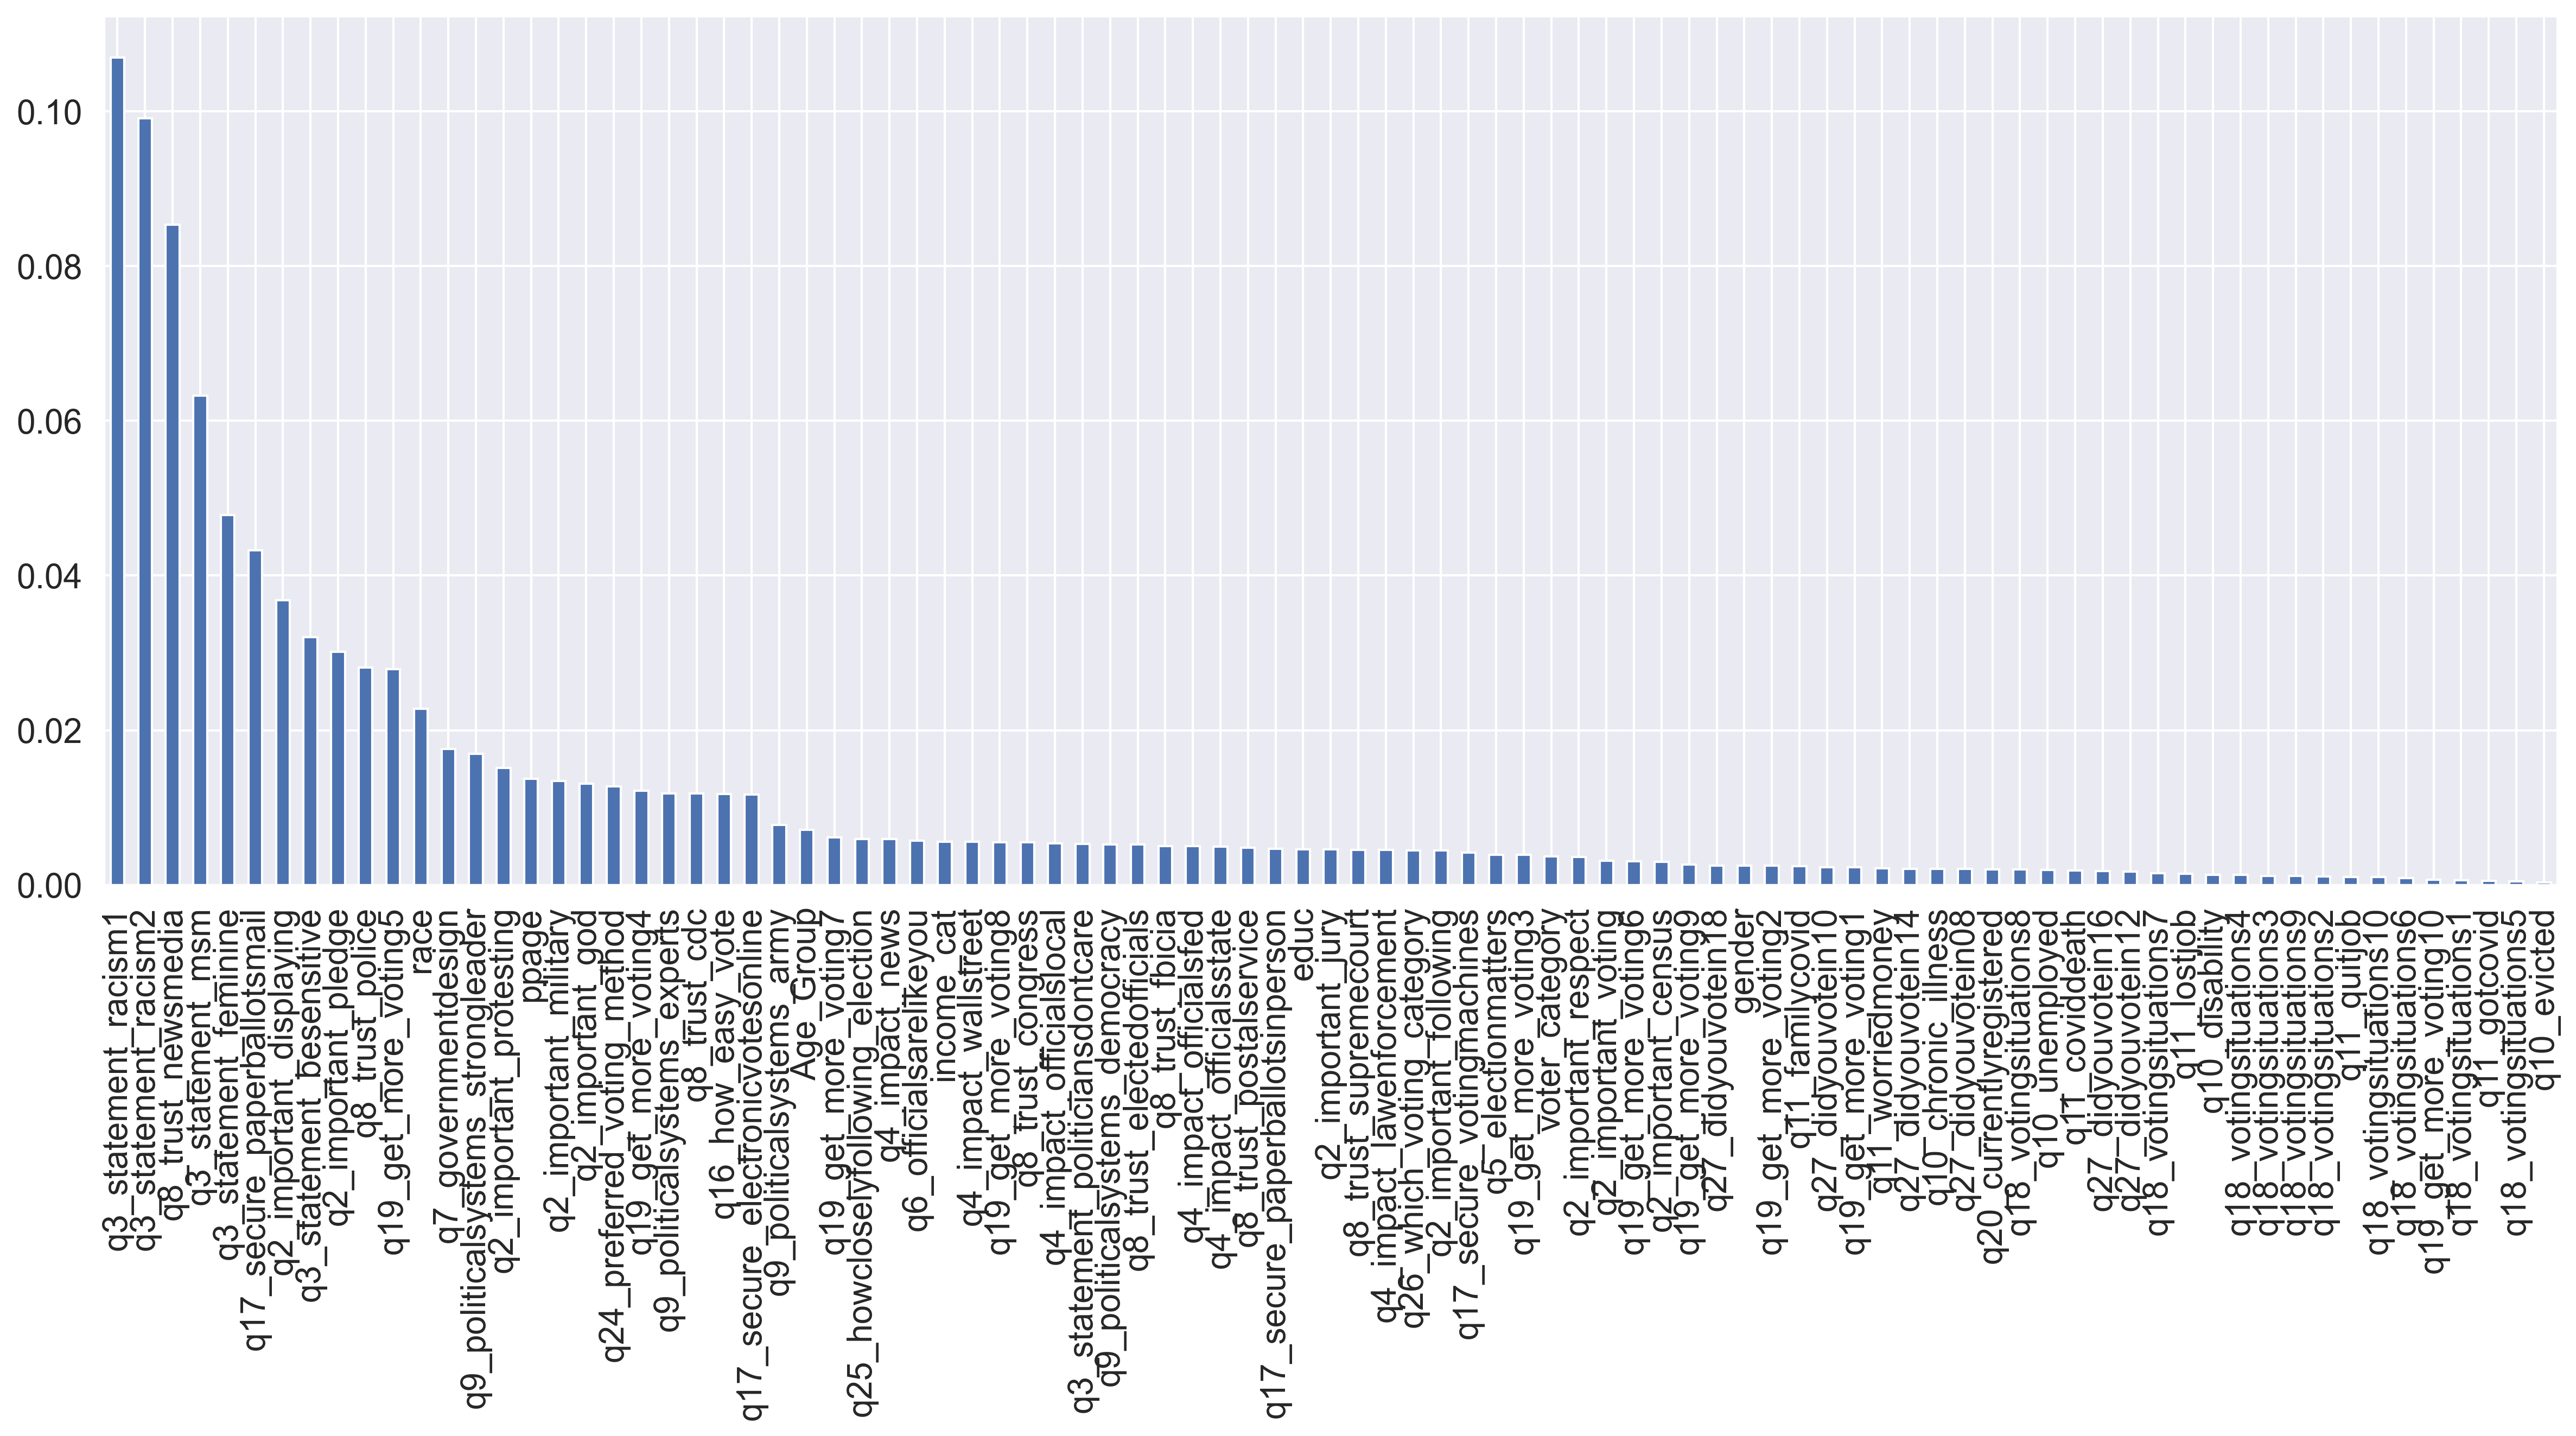 0.10
0.08
0.06
0.04
0.02
0.00
q3_statement_racism1
q3_statement_racism2
q8_trust_newsmedia
q3_statement_msm
q3_statement_feminine
q17_secure_paperballotsmail
q2_important_displaying
q3_statement_besensitive
q2_important_pledge
q8_trust_police
q19_get_more_voting5
race
q7_governmentdesign
q9_politicalsystems_strongleader
q2_important_protesting
ppage
q2_important_military
q2_important_god
q24_preferred_voting_method
q19_get_more_voting4
q9_politicalsystems_experts
q8_trust_cdc
q16_how_easy_vote
q17_secure_electronicvotesonline
q9_politicalsystems_army
Age_Group
q19_get_more_voting7
q25_howcloselyfollowing_election
q4_impact_news
q6_officialsarelikeyou
income_cat
q4_impact_wallstreet
q19_get_more_voting8
q8_trust_congress
q4_impact_officialslocal
q3_statement_politiciansdontcare
q9_politicalsystems_democracy
q8_trust_electedofficials
q8_trust_fbicia
q4_impact_officialsfed
q4_impact_officialsstate
q8_trust_postalservice
q17_secure_paperballotsinperson
educ
q2_important_jury
q8_trust_supremecourt
q4_impact_lawenforcement
q26_which_voting_category
q2_important_following
q17_secure_votingmachines
q5_electionmatters
q19_get_more_voting3
voter_category
q2_important_respect
q2_important_voting
q19_get_more_voting6
q2_important_census
q19_get_more_voting9
q27_didyouvotein18
gender
q19_get_more_voting2
q11_familycovid
q27_didyouvotein10
q19_get_more_voting1
q11_worriedmoney
q27_didyouvotein14
q10_chronic_illness
q27_didyouvotein08
q20_currentlyregistered
q18_votingsituations8
q10_unemployed
q11_coviddeath
q27_didyouvotein16
q27_didyouvotein12
q18_votingsituations7
q11_lostjob
q10_disability
q18_votingsituations4
q18_votingsituations3
q18_votingsituations9
q18_votingsituations2
q11_quitjob
q18_votingsituations10
q18_votingsituations6
q19_get_more_voting10
q18_votingsituations1
q11_gotcovid
q18_votingsituations5
q10_evicted